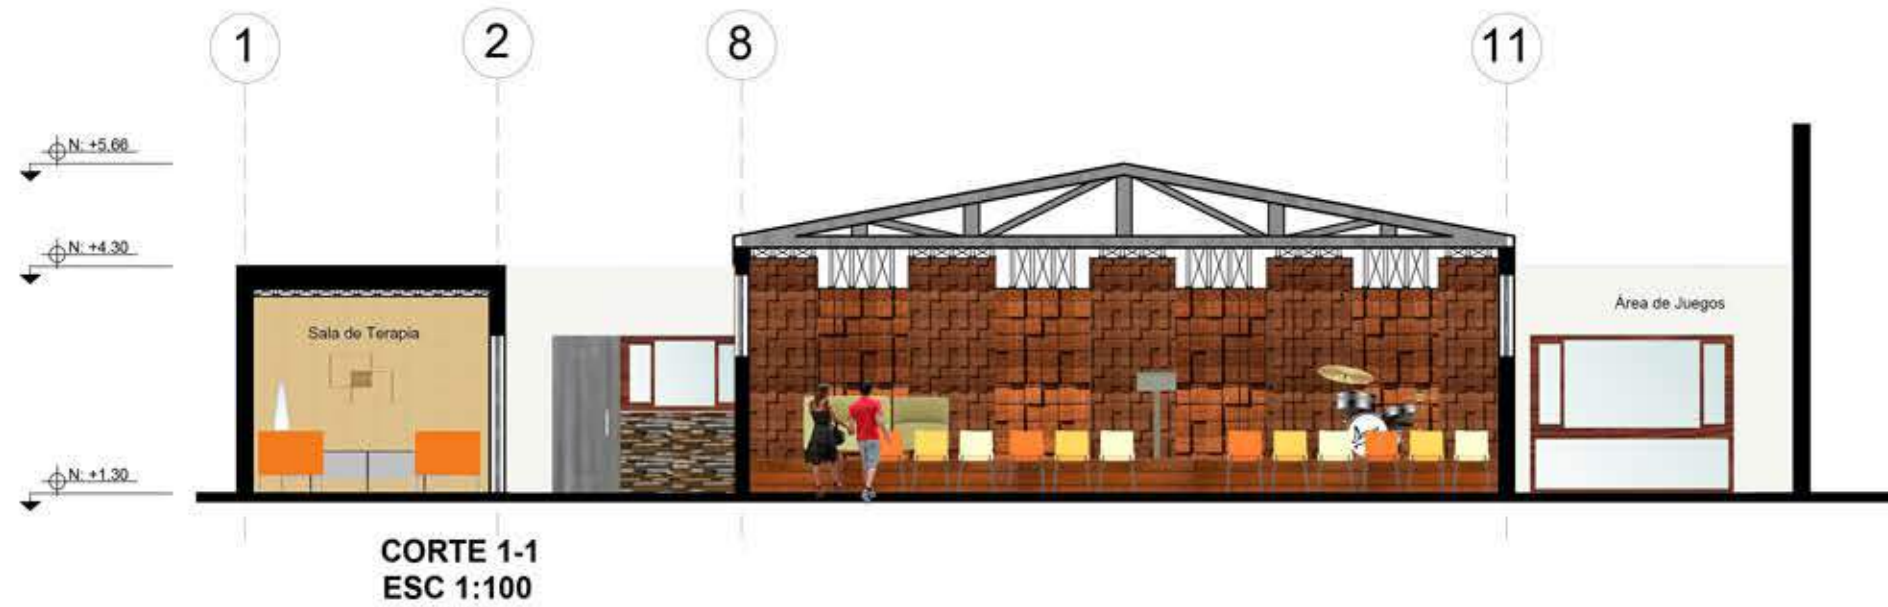 1
2
8
11
N: +5.66
N: +4.30
Área de Juegos
Sala de Terapia
N: +1.30
CORTE 1-1
ESC 1:100